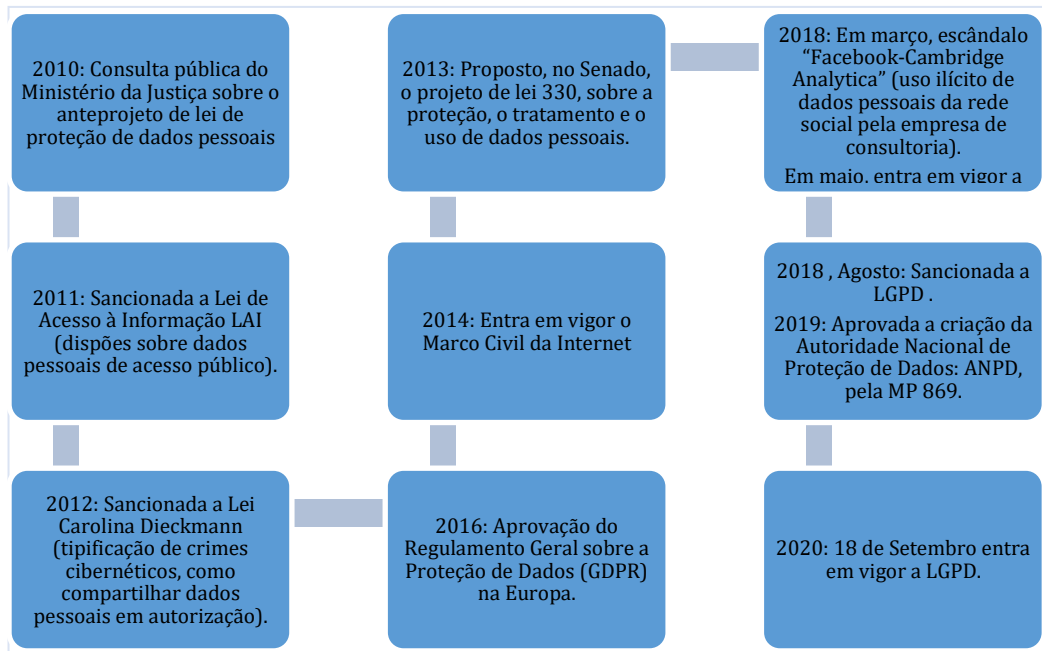 2010: Consulta pública do
Ministério da Justiça sobre o
anteprojeto de lei de
proteção de dados pessoais
2011: Sancionada a Lei de
Acesso à Informação LAI
(dispões sobre dados
pessoais de acesso público).
2012: Sancionada a Lei
Carolina Dieckmann
(tipificação de crimes
cibernéticos, como
compartilhar dados
pessoais em autorização).
2016: Aprovação do
Regulamento Geral sobre a
Proteção de Dados (GDPR)
na Europa.
2014: Entra em vigor o
Marco Civil da Internet
2013: Proposto, no Senado,
o projeto de lei 330, sobre a
proteção, o tratamento e o
uso de dados pessoais.
2018: Em março, escândalo
“Facebook-Cambridge
Analytica” (uso ilícito de
dados pessoais da rede
social pela empresa de
consultoria).
Em maio, entra em vigor a
2018 , Agosto: Sancionada a
LGPD .
2019: Aprovada a criação da
Autoridade Nacional de
Proteção de Dados: ANPD,
pela MP 869.
2020: 18 de Setembro entra
em vigor a LGPD.